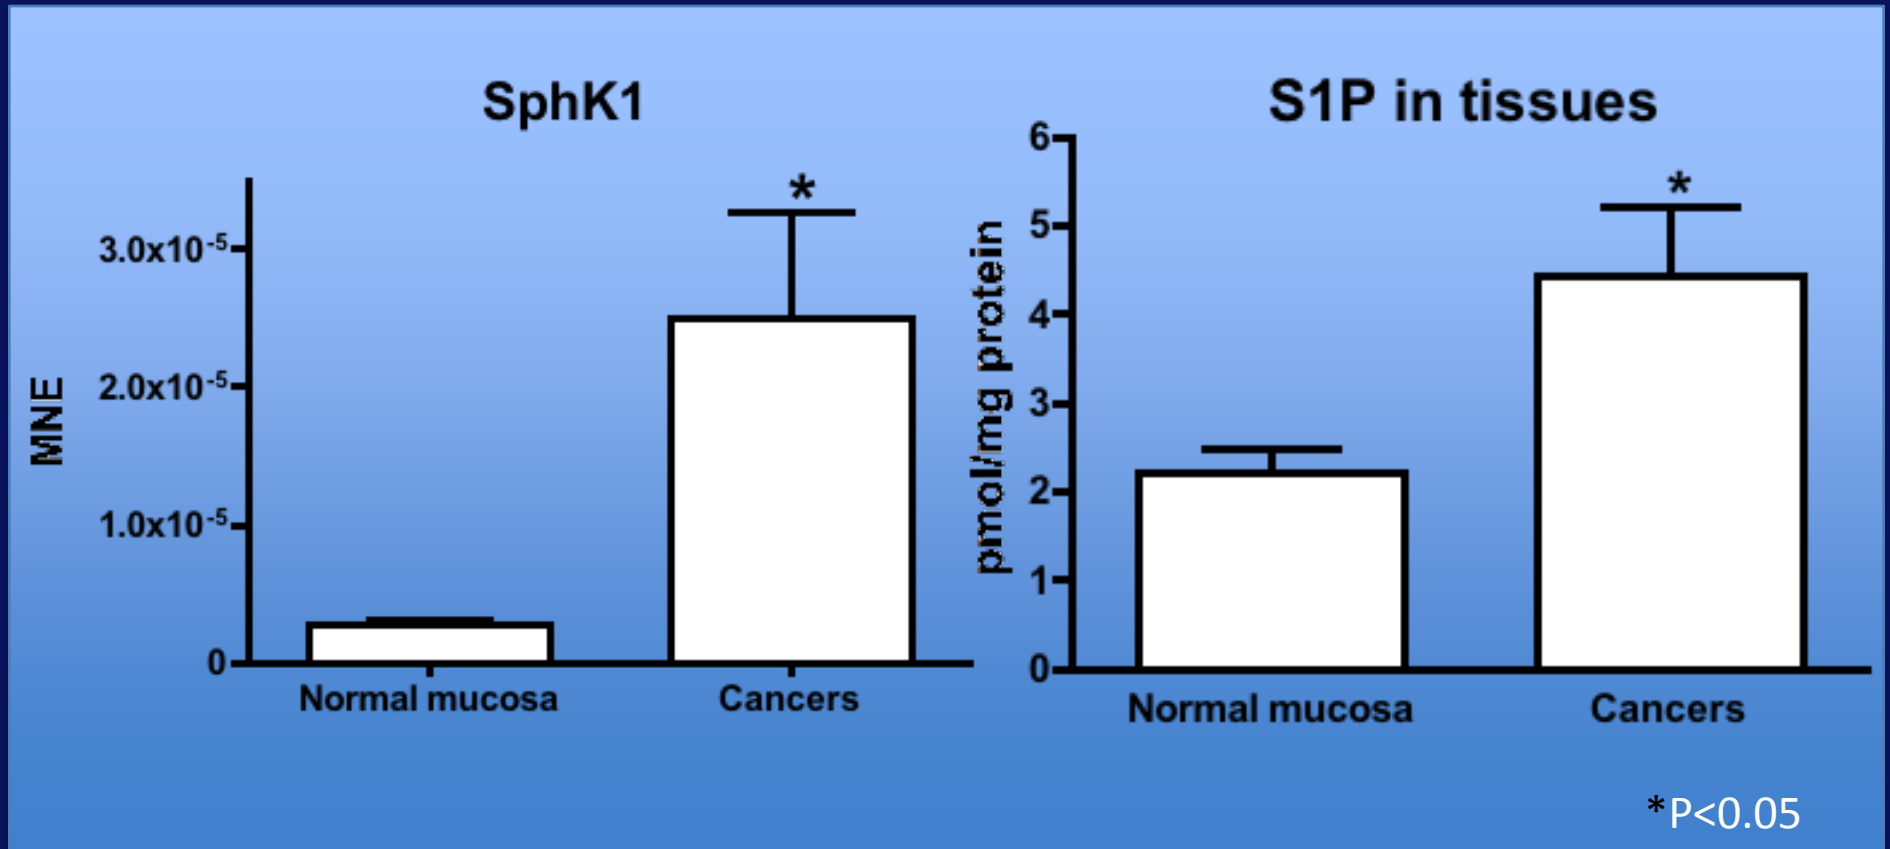 SphK1
*
3.0x10⁻⁵
2.0x10⁻⁵
1.0x10⁻⁵
0
MNE
Normal mucosa
Cancers
S1P in tissues
*
6
5
4
3
2
1
0
pmol/mg protein
Normal mucosa
Cancers
*P<0.05